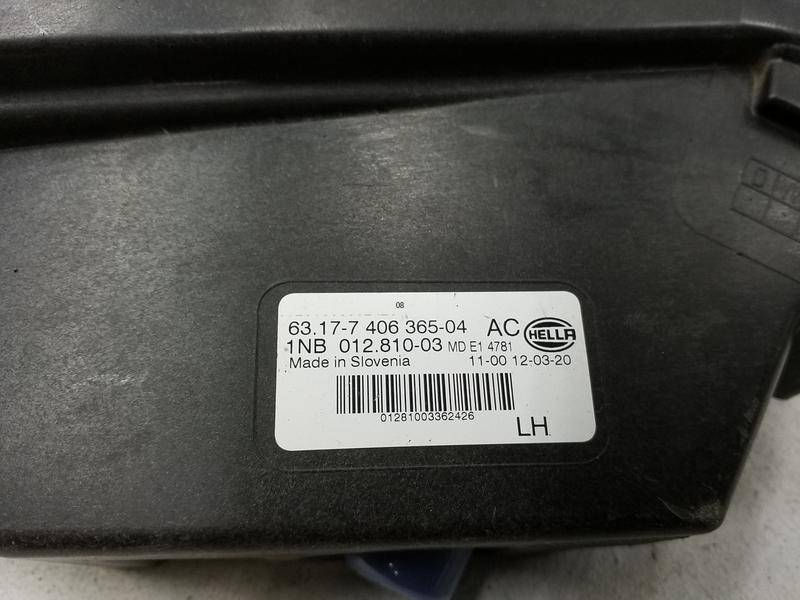 08
63.17-7 406 365-04 AC HELLA
1NB 012.810-03 MD E1 4781
Made in Slovenia 11-00 12-03-20
01281003362426
LH